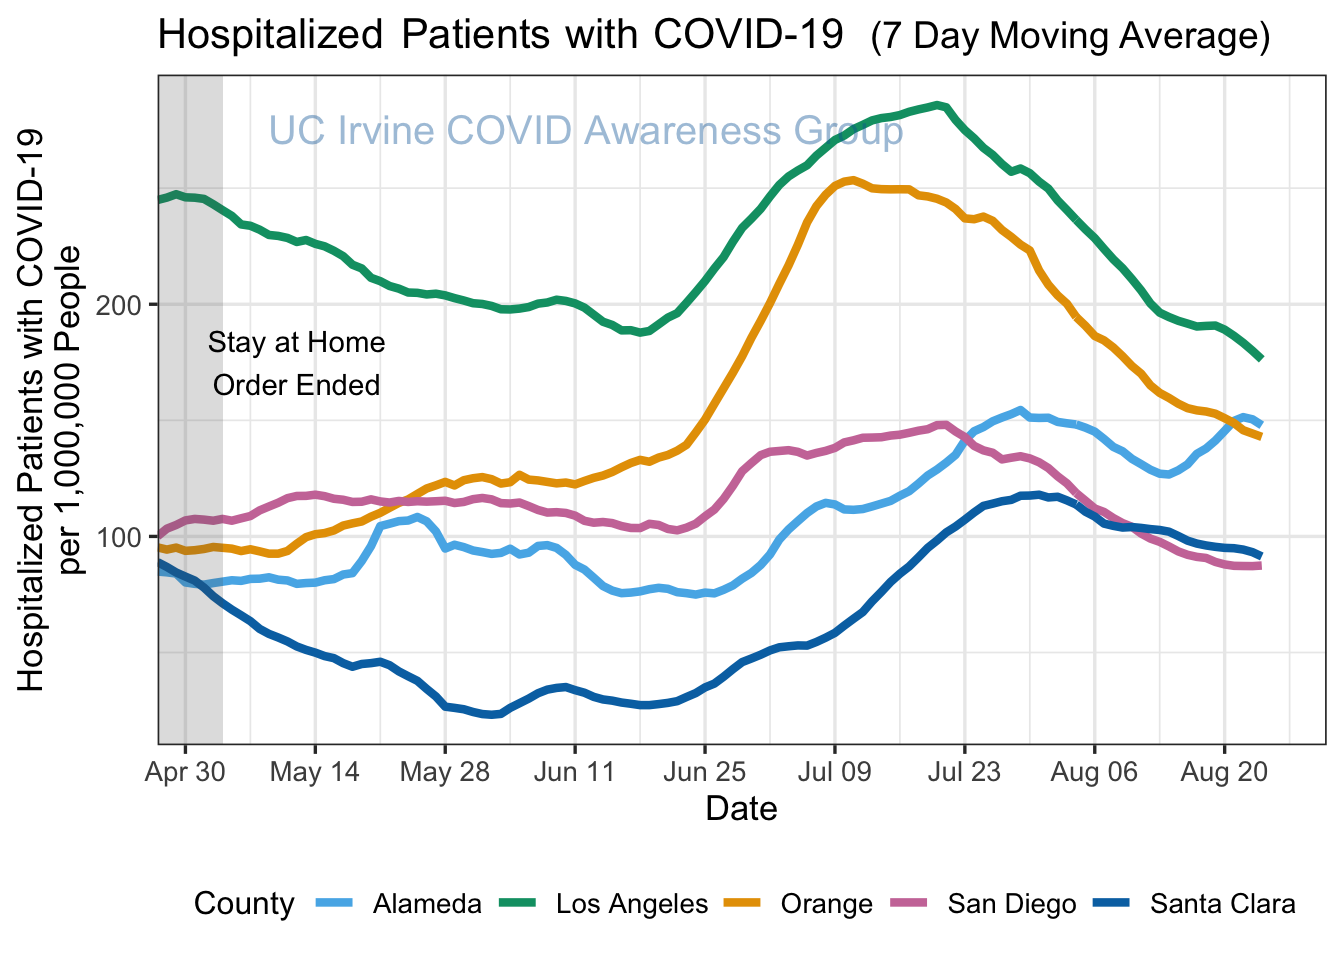 Hospitalized Patients with COVID-19 (7 Day Moving Average)
UC Irvine COVID Awareness Group
Hospitalized Patients with COVID-19
per 1,000,000 People
200
100
Stay at Home
Order Ended
Apr 30 May 14 May 28 Jun 11 Jun 25 Jul 09 Jul 23 Aug 06 Aug 20
Date
County Alameda Los Angeles Orange San Diego Santa Clara